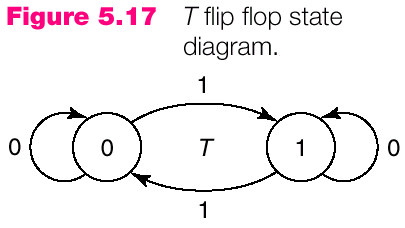 Figure 5.17 T flip flop state
diagram.
1
0 0 T 1 0
1